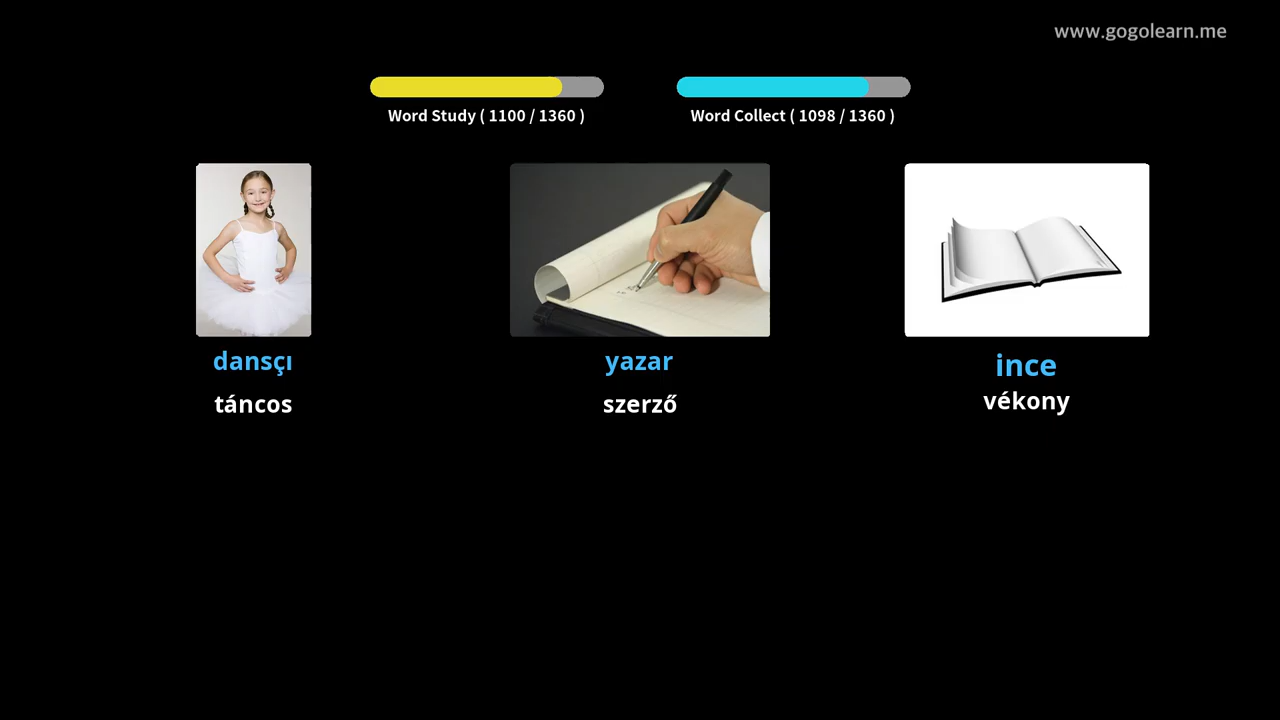 www.gogolearn.me
Word Study ( 1100 / 1360 )
Word Collect ( 1098 / 1360 )
dansçı
táncos
yazar
szerző
ince
vékony